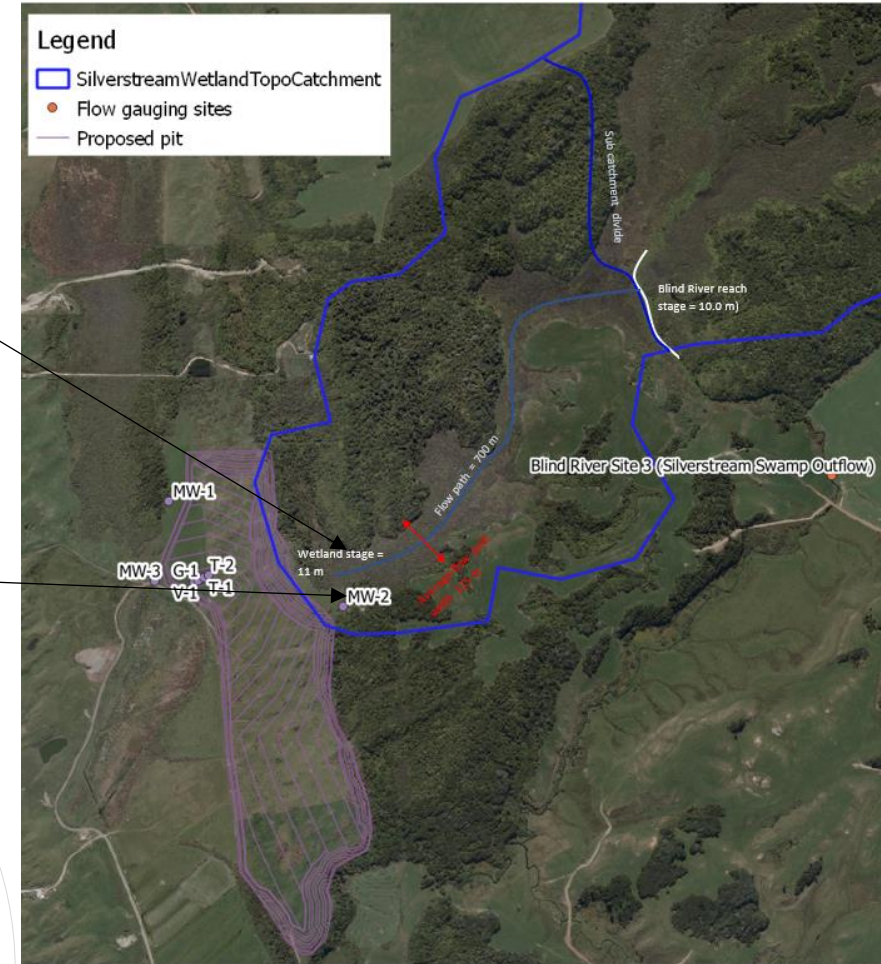 Legend
SilverstreamWetlandTopoCatchment
Flow gauging sites
Proposed pit
Sub catchment divide
Blind River reach
stage = 10.0 m)
Blind River Site 3 (Silverstream Swamp Outflow)
Flow path = 700 m
MW-1
Wetland stage =
11 m
MW-3
G-1
T-2
V-1
T-1
MW-2